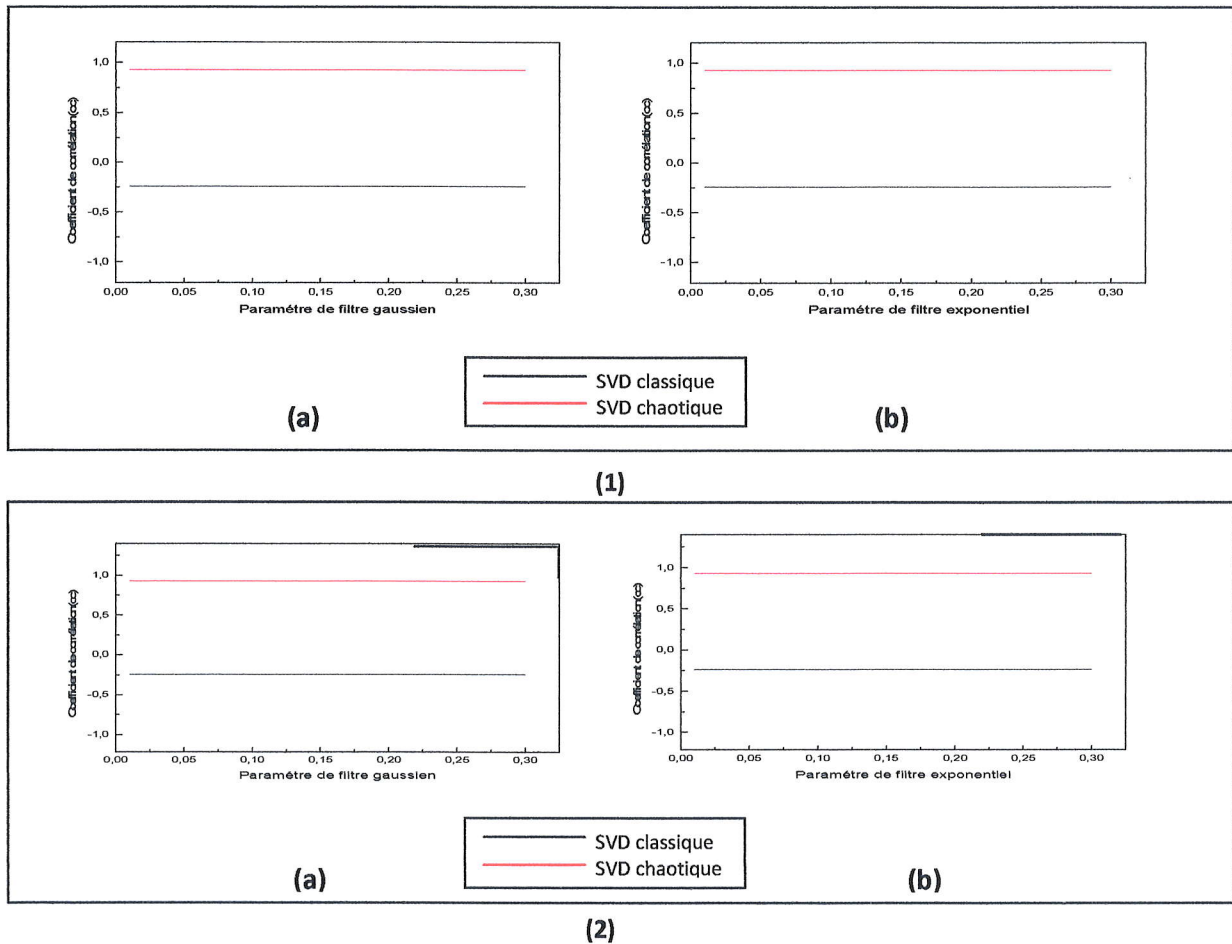 Coefficient de corrélation(cc)
1,0
0,5
0,0
-0,5
-1,0
0,00 0,05 0,10 0,15 0,20 0,25 0,30
Paramétre de filtre gaussien
Coefficient de corrélation(cc)
1,0
0,5
0,0
-0,5
-1,0
0,00 0,05 0,10 0,15 0,20 0,25 0,30
Paramétre de filtre exponentiel
SVD classique
SVD chaotique
(a)
(b)
(1)
Coefficient de corrélation(cc)
1,0
0,5
0,0
-0,5
-1,0
0,00 0,05 0,10 0,15 0,20 0,25 0,30
Paramétre de filtre gaussien
Coefficient de corrélation(cc)
1,0
0,5
0,0
-0,5
-1,0
0,00 0,05 0,10 0,15 0,20 0,25 0,30
Paramétre de filtre exponentiel
SVD classique
SVD chaotique
(a)
(b)
(2)